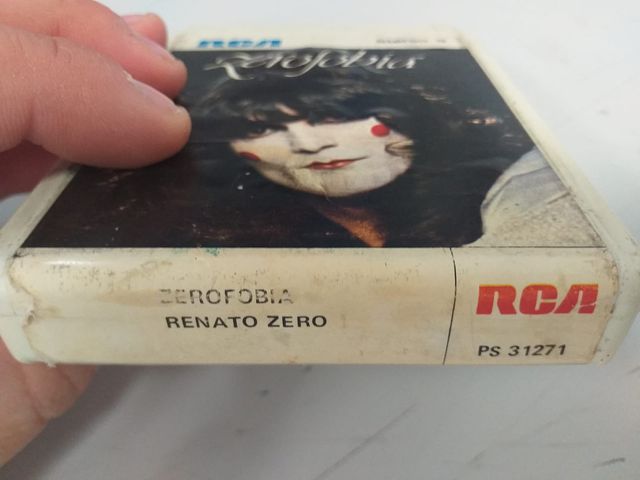 RCA
Zerofobia
ZEROFOBIA
RENATO ZERO
RCA
PS 31271